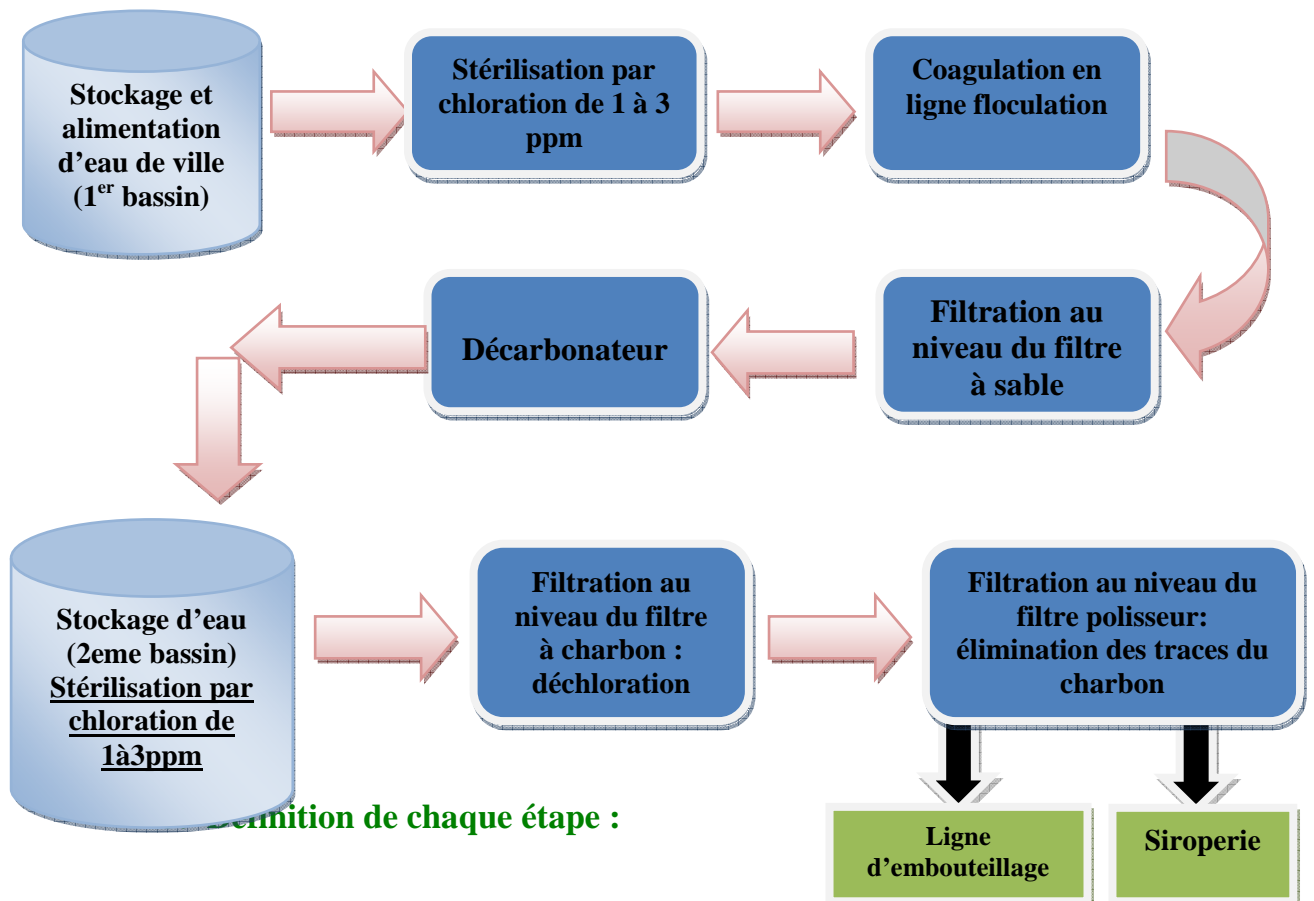 Stockage et
alimentation
d'eau de ville
(1er bassin)
Stérilisation par
chloration de 1 à 3
ppm
Coagulation en
ligne floculation
Filtration au
niveau du filtre
à sable
Décarbonateur
Stockage d'eau
(2eme bassin)
Stérilisation par
chloration de
1à3ppm
Filtration au
niveau du filtre
à charbon :
déchloration
Filtration au niveau du
filtre polisseur:
élimination des traces du
charbon
Définition de chaque étape :
Ligne
d'embouteillage
Siroperie